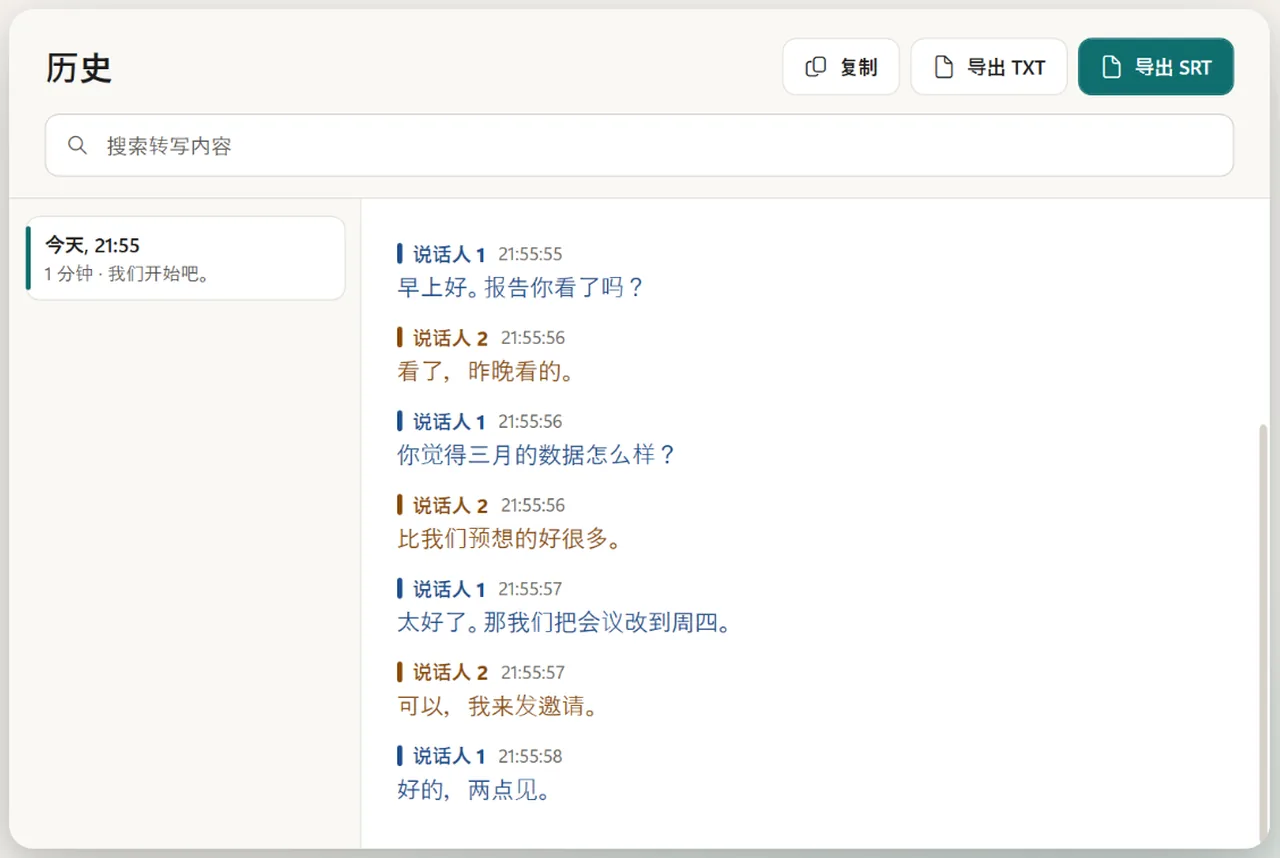 历史
复制
导出 TXT
导出 SRT
搜索转写内容
今天, 21:55
1 分钟 · 我们开始吧。
说话人 1 21:55:55
早上好。报告你看了吗？
说话人 2 21:55:56
看了，昨晚看的。
说话人 1 21:55:56
你觉得三月的数据怎么样？
说话人 2 21:55:56
比我们预想的好很多。
说话人 1 21:55:57
太好了。那我们把会议改到周四。
说话人 2 21:55:57
可以，我来发邀请。
说话人 1 21:55:58
好的，两点见。